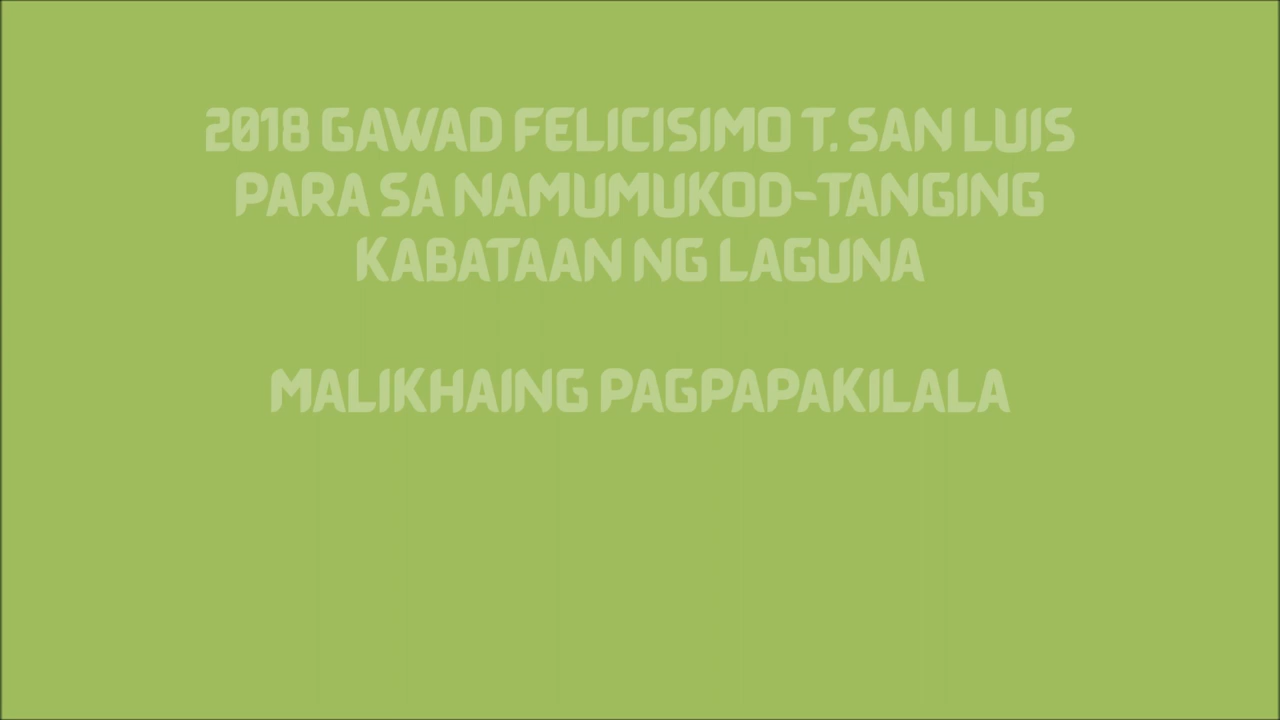 2018 GAWAD FELICISIMO T. SAN LUIS
PARA SA NAMUMUKOD-TANGING
KABATAAN NG LAGUNA
MALIKHAING PAGPAPAKILALA